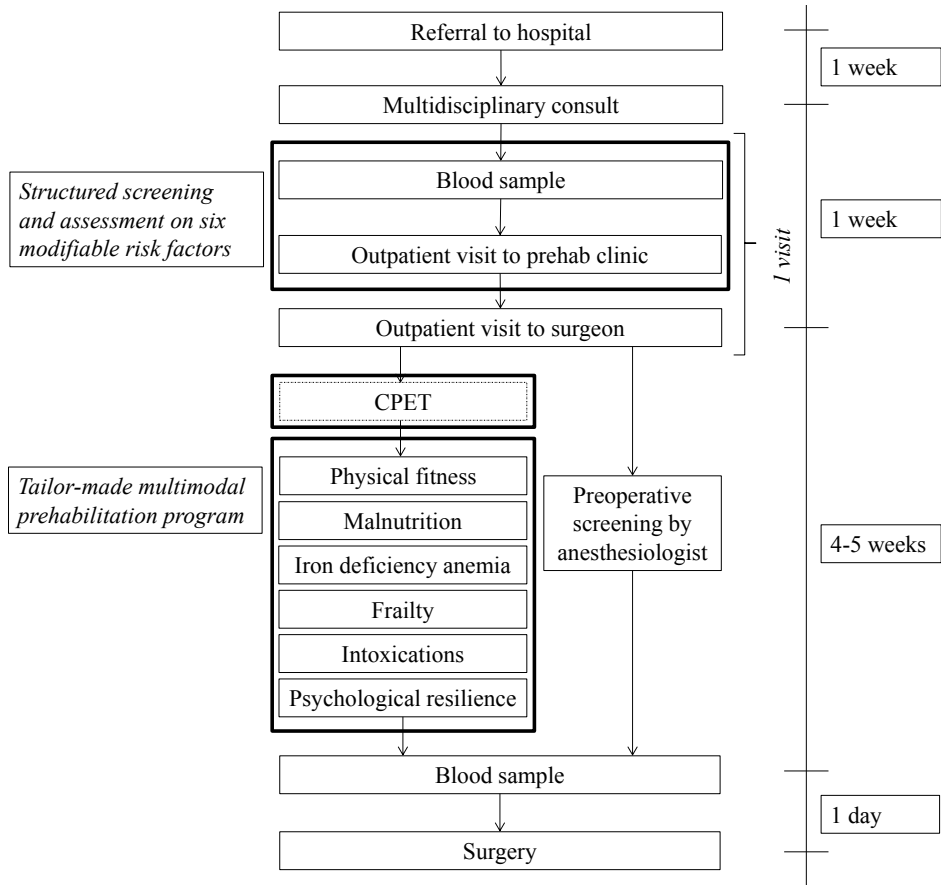 Referral to hospital
1 week
Multidisciplinary consult
Structured screening
and assessment on six
modifiable risk factors
Blood sample
Outpatient visit to prehab clinic
1 visit
1 week
Outpatient visit to surgeon
CPET
Tailor-made multimodal
prehabilitation program
Physical fitness
Malnutrition
Iron deficiency anemia
Frailty
Intoxications
Psychological resilience
Preoperative
screening by
anesthesiologist
4-5 weeks
Blood sample
1 day
Surgery